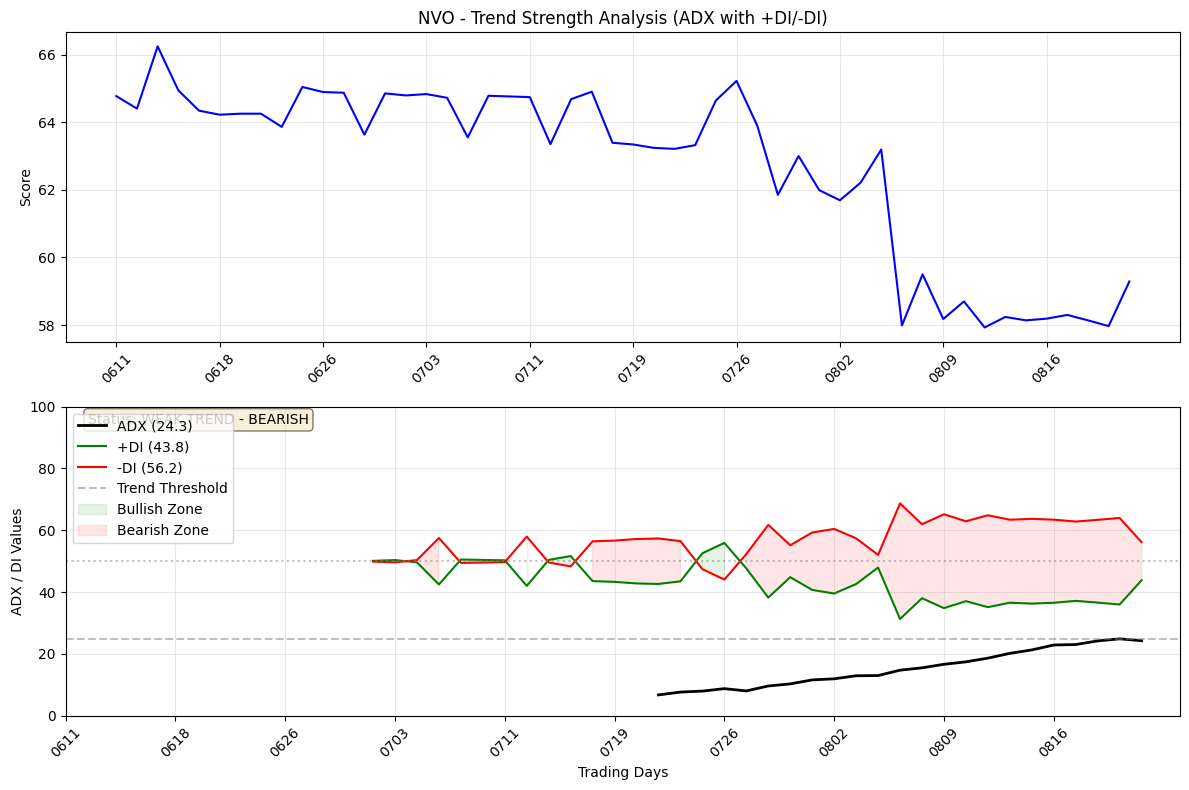 NVO - Trend Strength Analysis (ADX with +DI/-DI)
Score
66
64
62
60
58
0611
0618
0626
0703
0711
0719
0726
0802
0809
0816
Status: WEAK TREND - BEARISH
ADX (24.3)
+DI (43.8)
-DI (56.2)
Trend Threshold
Bullish Zone
Bearish Zone
ADX / DI Values
100
80
60
40
20
0
0611
0618
0626
0703
0711
0719
0726
0802
0809
0816
Trading Days